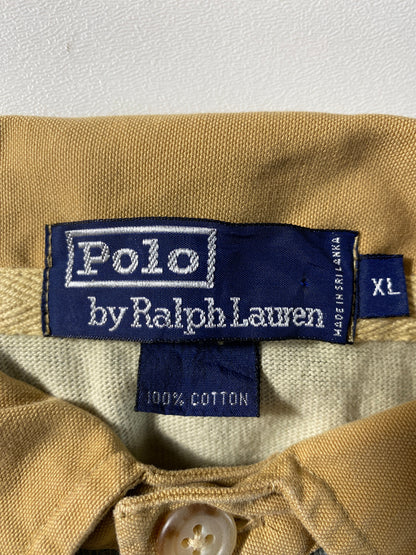 Polo
by Ralph Lauren
MADE IN SRI LANKA
XL
100% COTTON